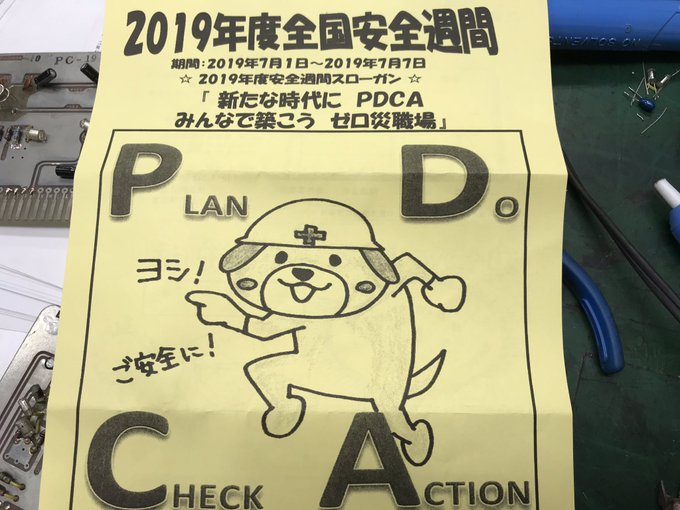 2019年度全国安全週間
期間:2019年7月1日~2019年7月7日
☆ 2019年度安全週間スローガン ☆
『 新たな時代に PDCA
みんなで築こう ゼロ災職場』
PLAN
DO
ヨシ!
ご安全に!
CHECK
ACTION
PC-19
NO-SOLVENT